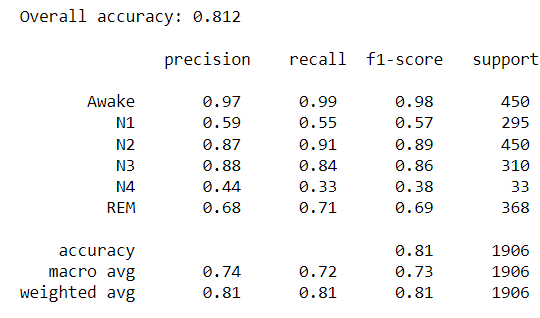 Overall accuracy: 0.812
precision recall f1-score support
Awake 0.97 0.99 0.98 450
N1 0.59 0.55 0.57 295
N2 0.87 0.91 0.89 450
N3 0.88 0.84 0.86 310
N4 0.44 0.33 0.38 33
REM 0.68 0.71 0.69 368
accuracy 0.81 1906
macro avg 0.74 0.72 0.73 1906
weighted avg 0.81 0.81 0.81 1906